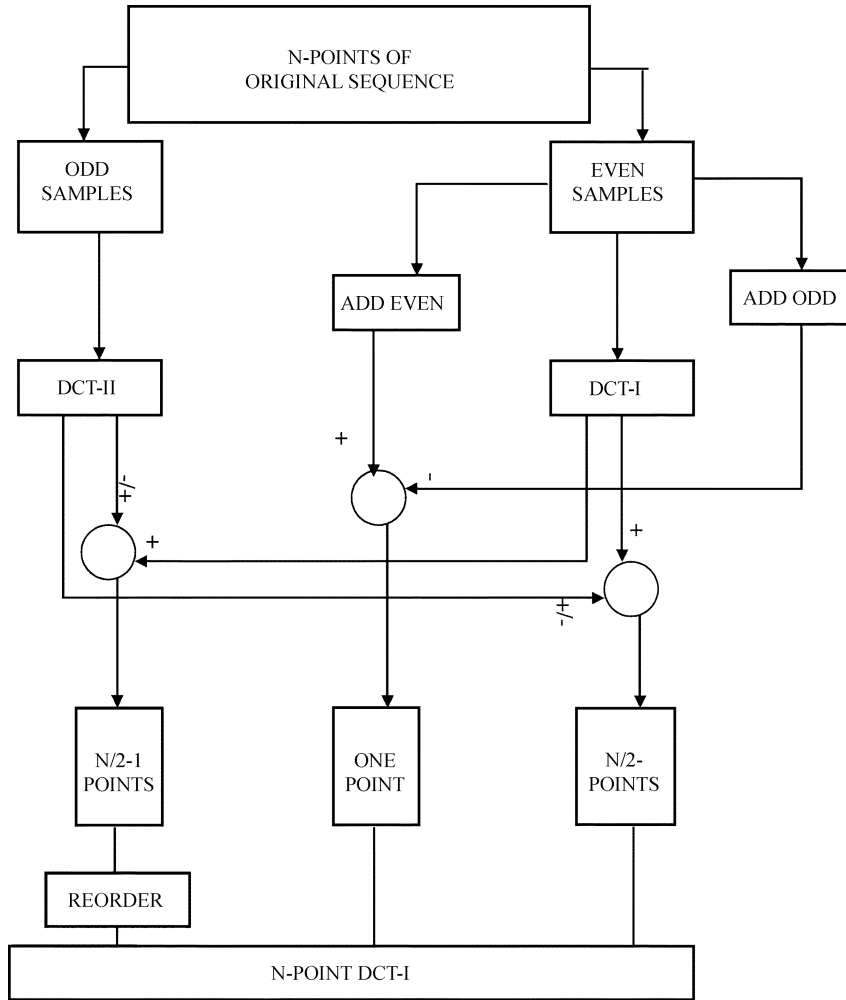 N-POINTS OF
ORIGINAL SEQUENCE
ODD
SAMPLES
EVEN
SAMPLES
ADD EVEN
ADD ODD
DCT-II
DCT-I
+
-
+/-
+
+
+/-
N/2-1
POINTS
ONE
POINT
N/2-
POINTS
REORDER
N-POINT DCT-I